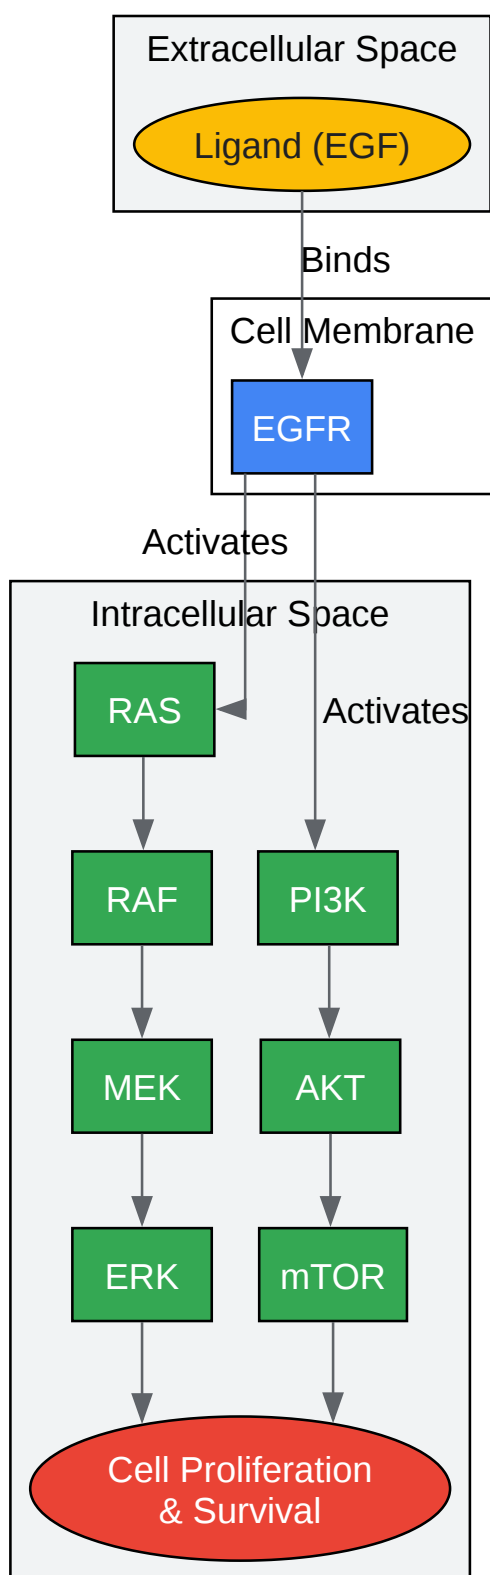 Extracellular Space
Ligand (EGF)
Binds
Cell Membrane
EGFR
Activates
Intracellular Space
RAS
Activates
RAF
PI3K
MEK
AKT
ERK
mTOR
Cell Proliferation
& Survival